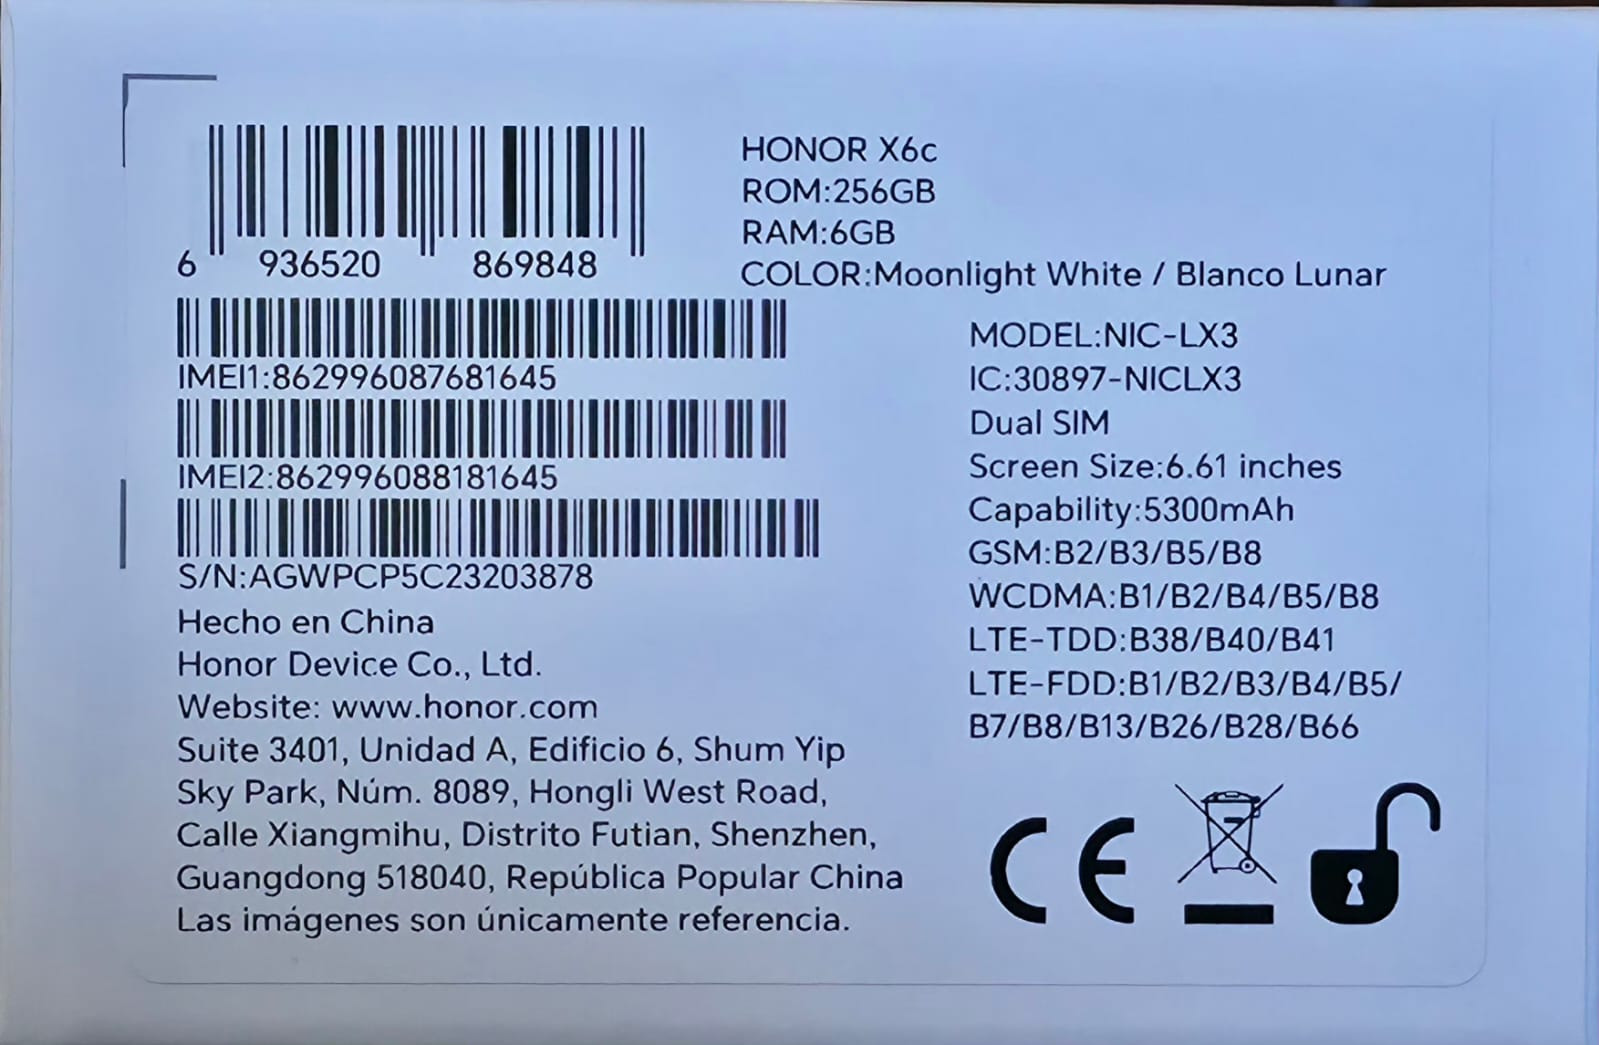 6 936520 869848
IMEI1:862996087681645
IMEI2:862996088181645
S/N:AGWPCP5C23203878
Hecho en China
Honor Device Co., Ltd.
Website: www.honor.com
Suite 3401, Unidad A, Edificio 6, Shum Yip
Sky Park, Núm. 8089, Hongli West Road,
Calle Xiangmihu, Distrito Futian, Shenzhen,
Guangdong 518040, República Popular China
Las imágenes son únicamente referencia.
HONOR X6c
ROM:256GB
RAM:6GB
COLOR:Moonlight White / Blanco Lunar
MODEL:NIC-LX3
IC:30897-NICLX3
Dual SIM
Screen Size:6.61 inches
Capability:5300mAh
GSM:B2/B3/B5/B8
WCDMA:B1/B2/B4/B5/B8
LTE-TDD:B38/B40/B41
LTE-FDD:B1/B2/B3/B4/B5/
B7/B8/B13/B26/B28/B66
CE